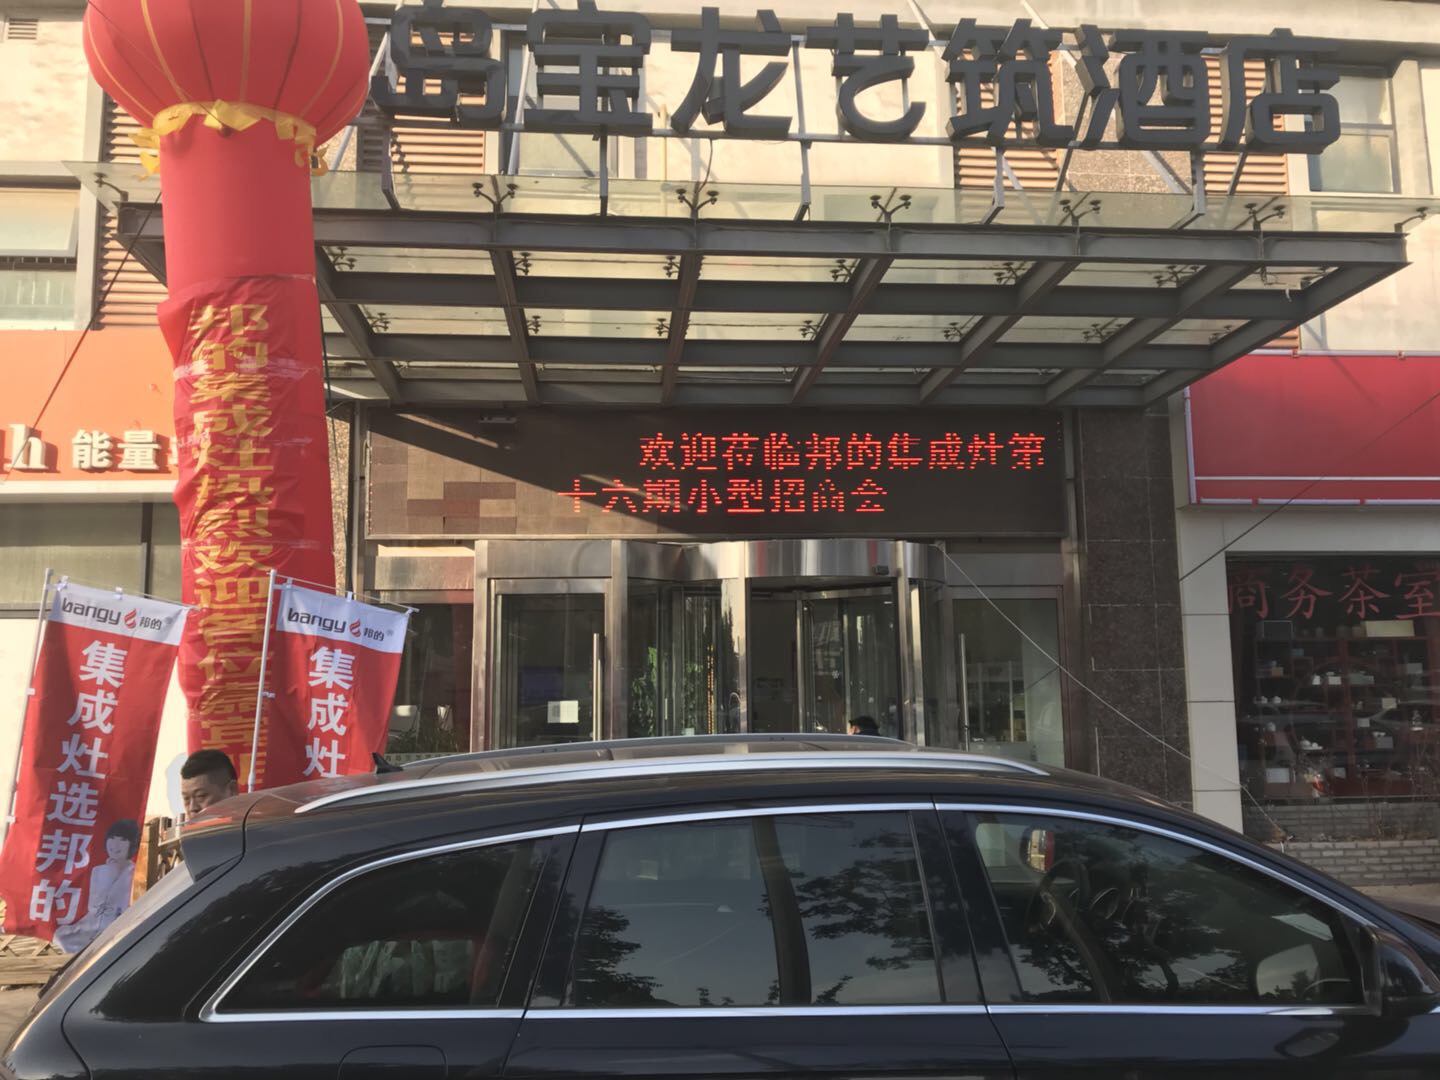 岛宝龙艺筑酒店
邦的集成灶热烈欢迎各位嘉宾
h 能量
欢迎莅临邦的集成灶第
十六期小型招商会
商务茶室
bangy 邦的
集成灶选邦的
bangy 邦的
集成灶